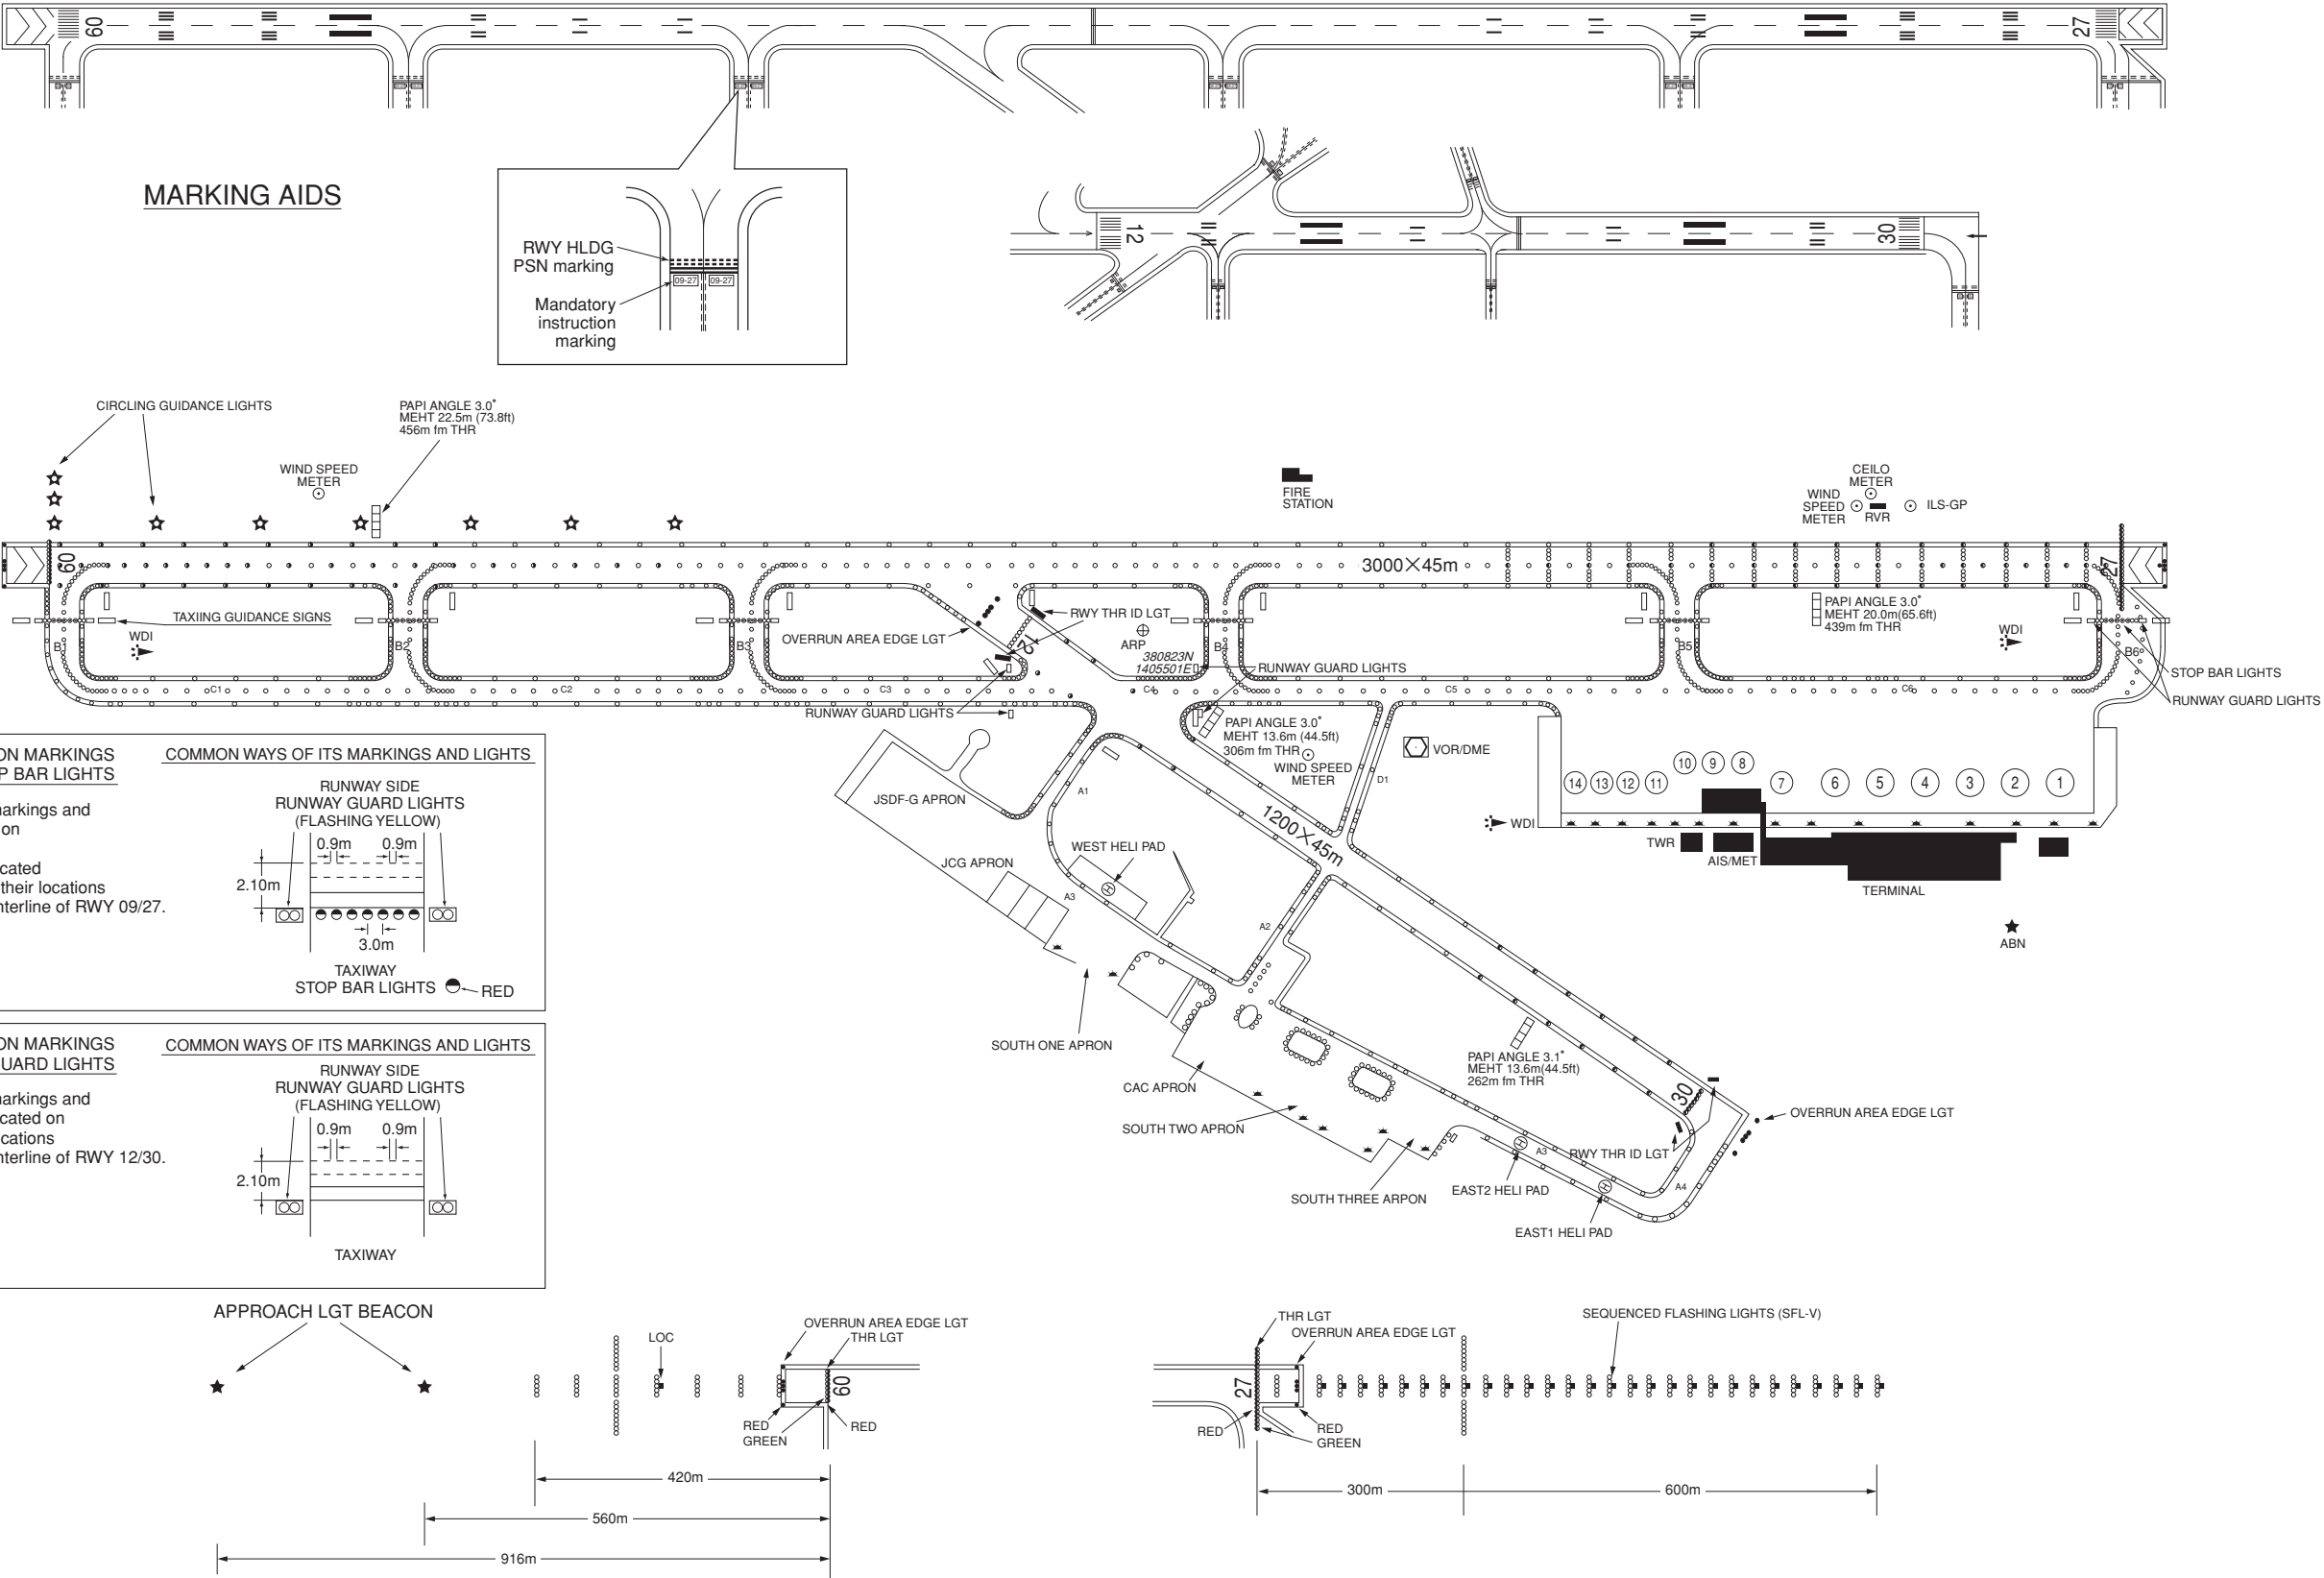 09
27
MARKING AIDS
RWY HLDG
PSN marking
09-27
09-27
Mandatory
instruction
marking
12
30
CIRCLING GUIDANCE LIGHTS
PAPI ANGLE 3.0°
MEHT 22.5m (73.8ft)
456m fm THR
WIND SPEED
METER
FIRE
STATION
CEILO
METER
WIND
SPEED
METER
RVR
ILS-GP
09
3000×45m
27
TAXIING GUIDANCE SIGNS
WDI
B1
B2
B3
B4
B5
B6
OVERRUN AREA EDGE LGT
RWY THR ID LGT
12
ARP
380823N
1405501E
RUNWAY GUARD LIGHTS
PAPI ANGLE 3.0°
MEHT 20.0m(65.6ft)
439m fm THR
WDI
STOP BAR LIGHTS
RUNWAY GUARD LIGHTS
C1
C2
C3
C4
C5
C6
RUNWAY GUARD LIGHTS
PAPI ANGLE 3.0°
MEHT 13.6m (44.5ft)
306m fm THR
WIND SPEED
METER
VOR/DME
D1
ON MARKINGS
P BAR LIGHTS
COMMON WAYS OF ITS MARKINGS AND LIGHTS
RUNWAY SIDE
RUNWAY GUARD LIGHTS
(FLASHING YELLOW)
markings and
on
cated
their locations
nterline of RWY 09/27.
0.9m
0.9m
2.10m
3.0m
TAXIWAY
STOP BAR LIGHTS
RED
JSDF-G APRON
A1
JCG APRON
WEST HELI PAD
A3
A2
1200×45m
14
13
12
11
10
9
8
7
6
5
4
3
2
1
WDI
TWR
AIS/MET
TERMINAL
ABN
ON MARKINGS
UARD LIGHTS
COMMON WAYS OF ITS MARKINGS AND LIGHTS
RUNWAY SIDE
RUNWAY GUARD LIGHTS
(FLASHING YELLOW)
markings and
cated on
cations
nterline of RWY 12/30.
0.9m
0.9m
2.10m
TAXIWAY
SOUTH ONE APRON
CAC APRON
SOUTH TWO APRON
SOUTH THREE ARPON
PAPI ANGLE 3.1°
MEHT 13.6m(44.5ft)
262m fm THR
30
OVERRUN AREA EDGE LGT
RWY THR ID LGT
A3
A4
EAST2 HELI PAD
EAST1 HELI PAD
APPROACH LGT BEACON
LOC
OVERRUN AREA EDGE LGT
THR LGT
09
RED
GREEN
RED
420m
560m
916m
THR LGT
OVERRUN AREA EDGE LGT
SEQUENCED FLASHING LIGHTS (SFL-V)
27
RED
RED
GREEN
300m
600m